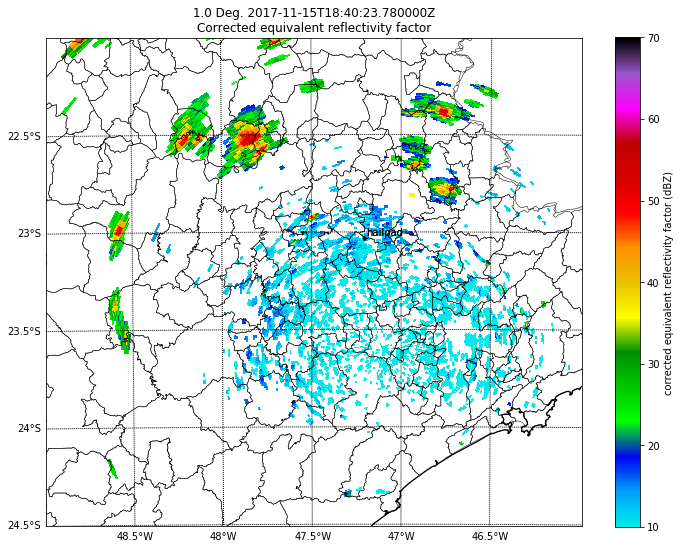 1.0 Deg. 2017-11-15T18:40:23.780000Z
Corrected equivalent reflectivity factor
70
60
50
40
30
20
10
corrected equivalent reflectivity factor (dBZ)
22.5°S
23°S
23.5°S
24°S
24.5°S
hailpad
48.5°W
48°W
47.5°W
47°W
46.5°W